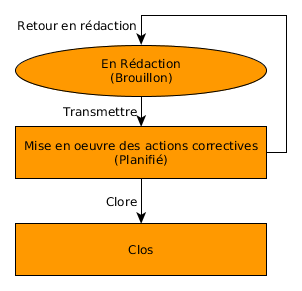 Retour en rédaction
En Rédaction
(Brouillon)
Transmettre
Mise en oeuvre des actions correctives
(Planifié)
Clore
Clos